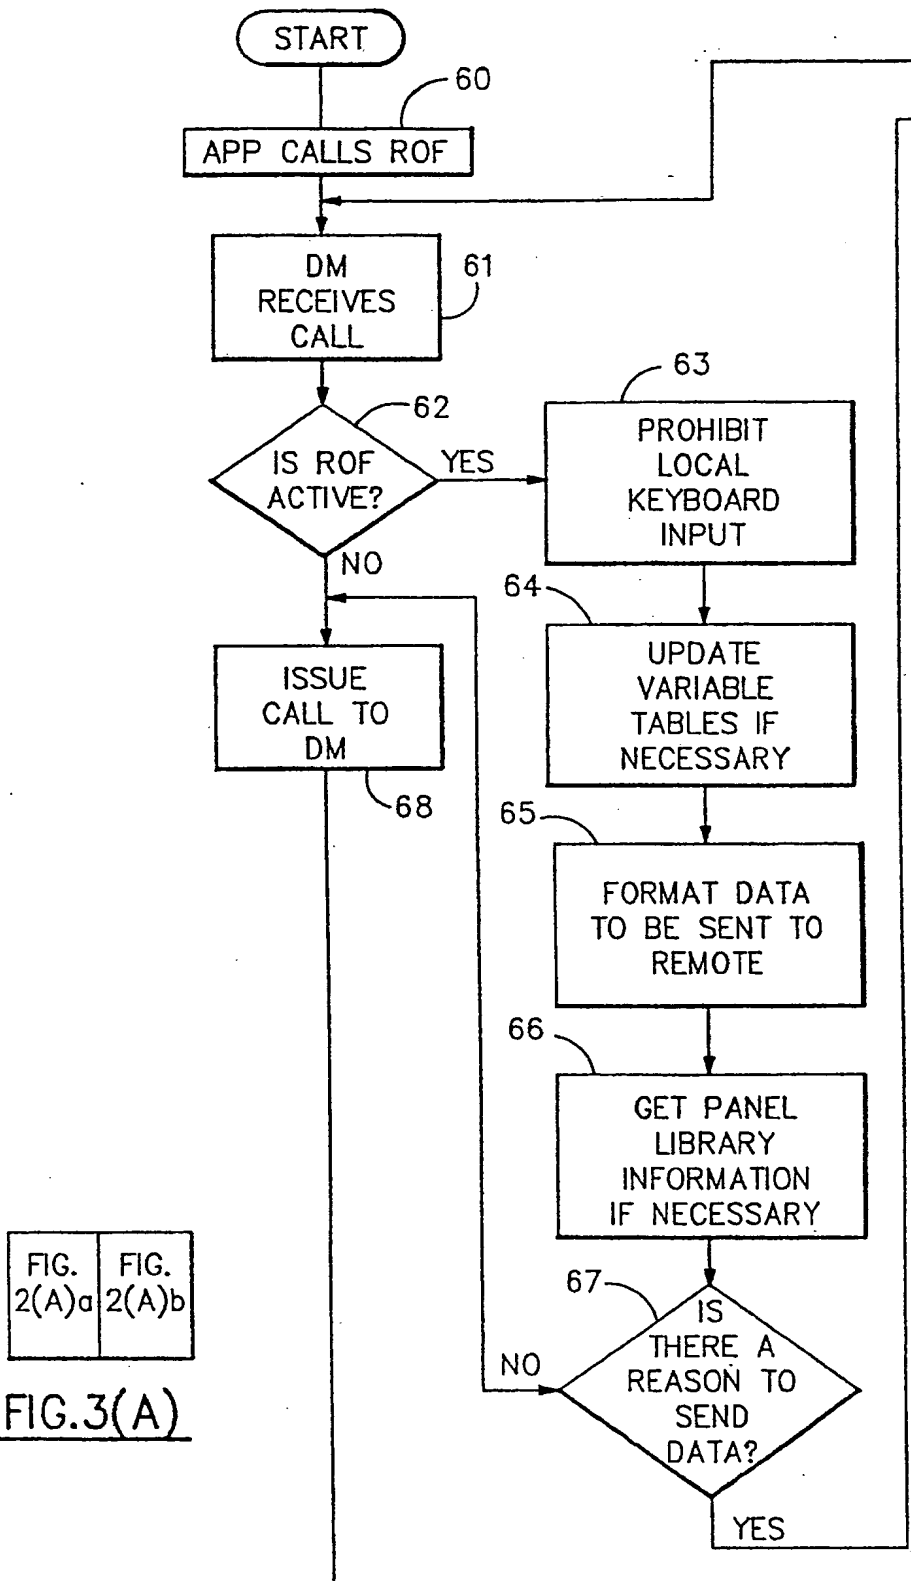 START
60
APP CALLS ROF
DM
RECEIVES
CALL
61
62
IS ROF
ACTIVE?
YES
NO
63
PROHIBIT
LOCAL
KEYBOARD
INPUT
64
UPDATE
VARIABLE
TABLES IF
NECESSARY
ISSUE
CALL TO
DM
68
65
FORMAT DATA
TO BE SENT TO
REMOTE
66
GET PANEL
LIBRARY
INFORMATION
IF NECESSARY
67
IS
THERE A
REASON TO
SEND
DATA?
NO
YES
FIG.
2(A)a
FIG.
2(A)b
FIG.3(A)